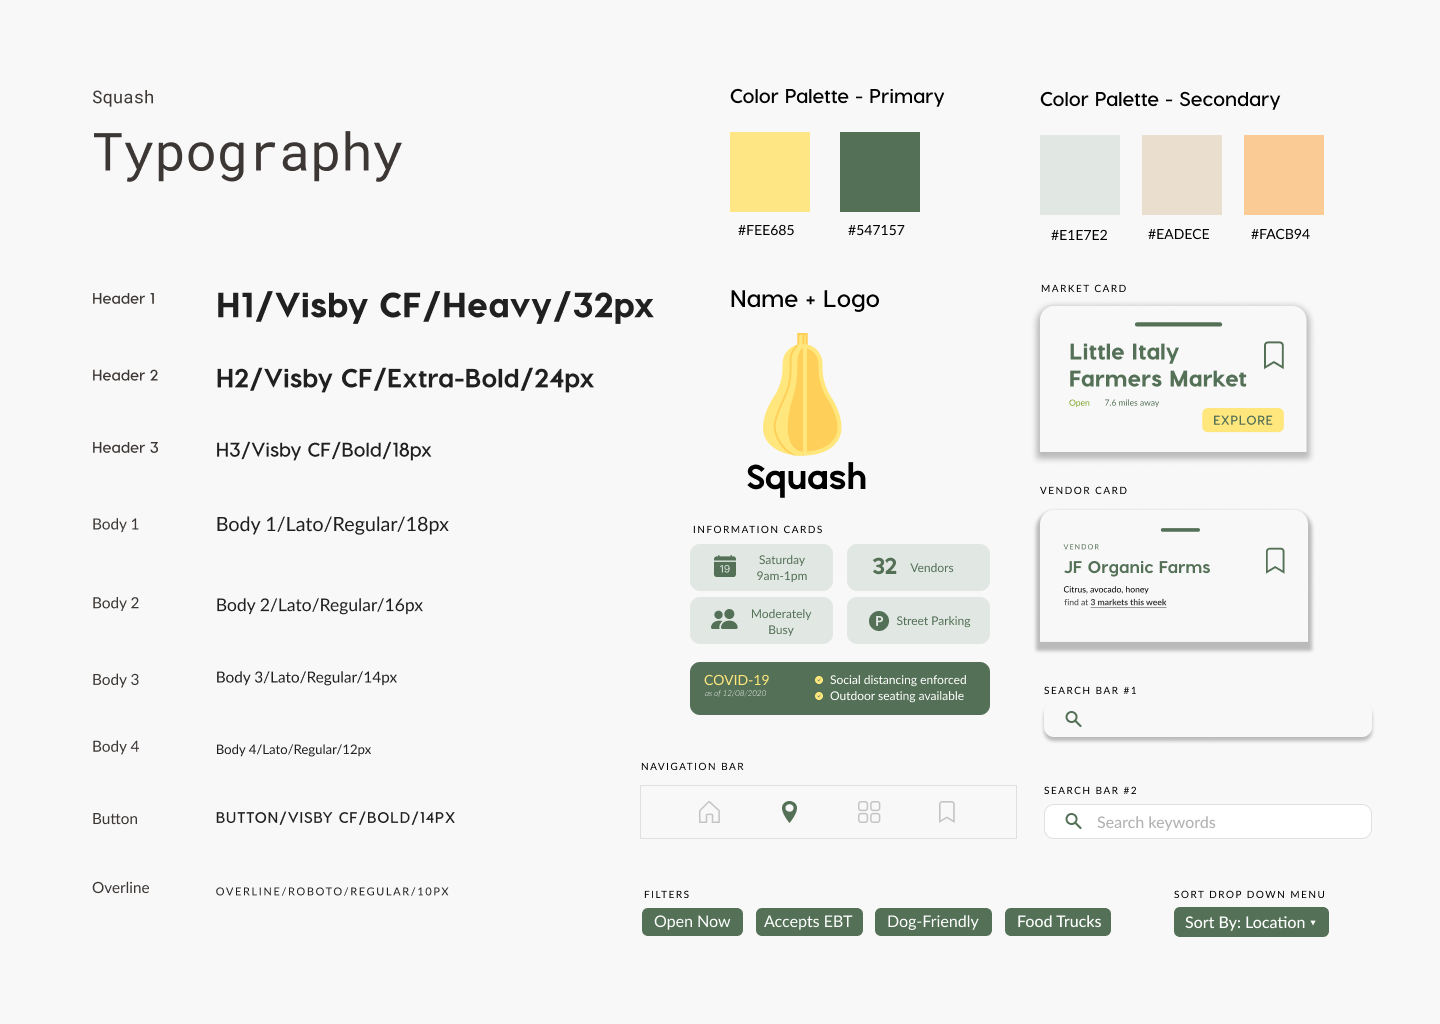 Squash
Typography
Header 1
H1/Visby CF/Heavy/32px
Header 2
H2/Visby CF/Extra-Bold/24px
Header 3
H3/Visby CF/Bold/18px
Body 1
Body 1/Lato/Regular/18px
Body 2
Body 2/Lato/Regular/16px
Body 3
Body 3/Lato/Regular/14px
Body 4
Body 4/Lato/Regular/12px
Button
BUTTON/VISBY CF/BOLD/14PX
Overline
OVERLINE/ROBOTO/REGULAR/10PX
Color Palette - Primary
#FEE685
#547157
Color Palette - Secondary
#E1E7E2
#EADECE
#FACB94
Name + Logo
Squash
INFORMATION CARDS
19
Saturday
9am-1pm
32
Vendors
Moderately
Busy
P
Street Parking
COVID-19
as of 12/08/2020
Social distancing enforced
Outdoor seating available
NAVIGATION BAR
FILTERS
Open Now
Accepts EBT
Dog-Friendly
Food Trucks
MARKET CARD
Little Italy
Farmers Market
Open
7.6 miles away
EXPLORE
VENDOR CARD
VENDOR
JF Organic Farms
Citrus, avocado, honey
find at 3 markets this week
SEARCH BAR #1
SEARCH BAR #2
Search keywords
SORT DROP DOWN MENU
Sort By: Location ▾